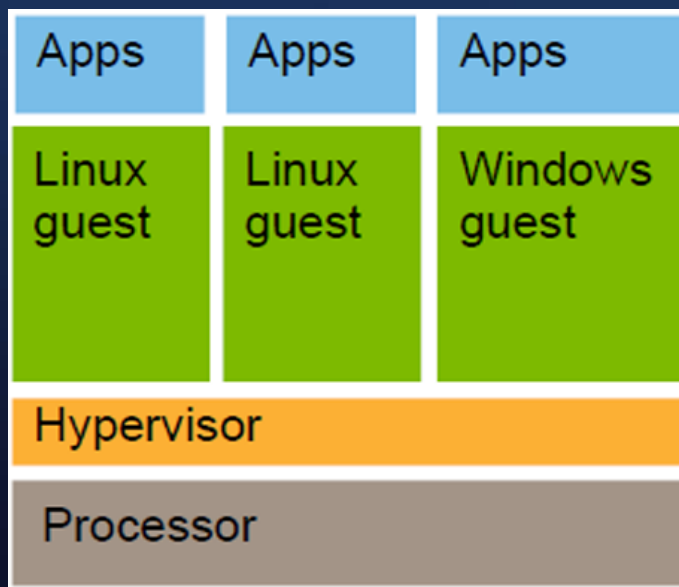 Apps
Apps
Apps
Linux
guest
Linux
guest
Windows
guest
Hypervisor
Processor